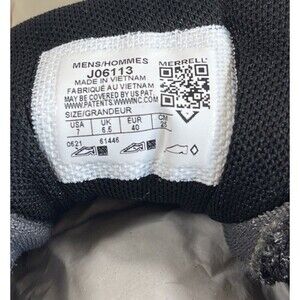 MENS/HOMMES MERRELL
J06113
MADE IN VIETNAM
FABRIQUÉ AU VIETNAM
MAY BE COVERED BY US PAT.
WWW.PATENTS.WWWINC.COM
SIZE/GRANDEUR
USA UK EUR CM
7 6.5 40 25
0621 61446